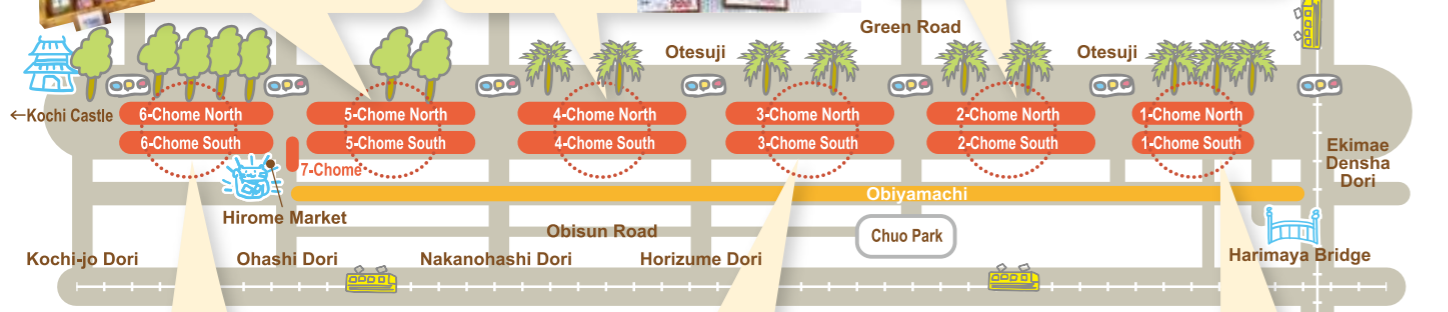 Green Road
Otesuji
Otesuji
←Kochi Castle
6-Chome North
5-Chome North
4-Chome North
3-Chome North
2-Chome North
1-Chome North
6-Chome South
5-Chome South
4-Chome South
3-Chome South
2-Chome South
1-Chome South
7-Chome
Ekimae
Densha
Dori
Obiyamachi
Hirome Market
Obisun Road
Chuo Park
Kochi-jo Dori
Ohashi Dori
Nakanohashi Dori
Horizume Dori
Harimaya Bridge